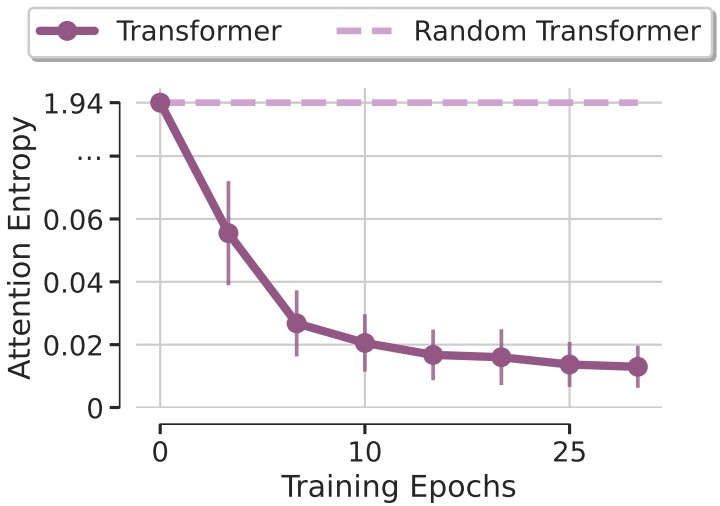 Transformer
Random Transformer
Attention Entropy
1.94
...
0.06
0.04
0.02
0
0
10
25
Training Epochs